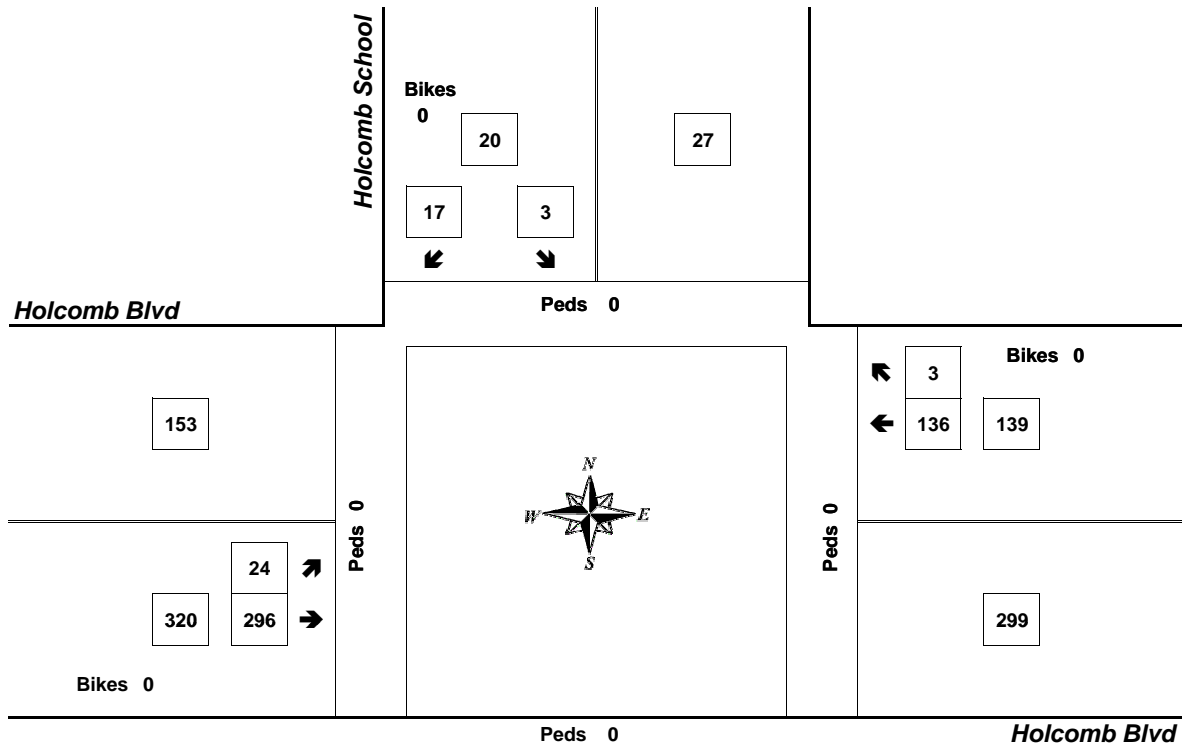 Holcomb School
Bikes
0
20
27
17
3
Peds 0
Holcomb Blvd
3
Bikes 0
153
136
139
N
W
E
S
Peds 0
Peds 0
24
320
296
299
Bikes 0
Peds 0
Holcomb Blvd